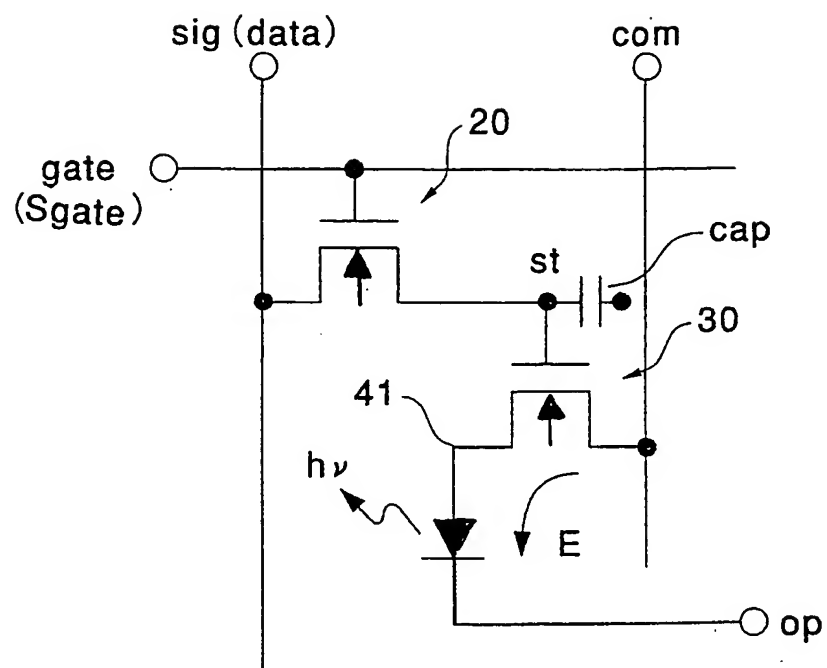 sig (data)
com
20
gate
(Sgate)
cap
st
30
41
hν
E
op